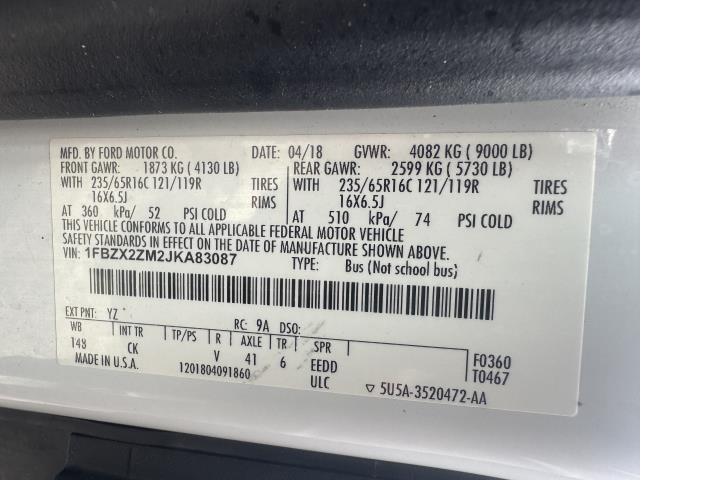 MFD. BY FORD MOTOR CO. DATE: 04/18 GVWR: 4082 KG ( 9000 LB)
FRONT GAWR: 1873 KG ( 4130 LB) REAR GAWR: 2599 KG ( 5730 LB)
WITH 235/65R16C 121/119R TIRES WITH 235/65R16C 121/119R TIRES
16X6.5J RIMS 16X6.5J RIMS
AT 360 kPa/ 52 PSI COLD AT 510 kPa/ 74 PSI COLD
THIS VEHICLE CONFORMS TO ALL APPLICABLE FEDERAL MOTOR VEHICLE
SAFETY STANDARDS IN EFFECT ON THE DATE OF MANUFACTURE SHOWN ABOVE.
VIN: 1FBZX2ZM2JKA83087 TYPE: Bus (Not school bus)
EXT PNT: YZ RC: 9A DSO:
WB INT TR TP/PS R AXLE TR SPR F0360
148 CK V 41 6 EEDD T0467
MADE IN U.S.A. 1201804091860 ULC 5U5A-3520472-AA